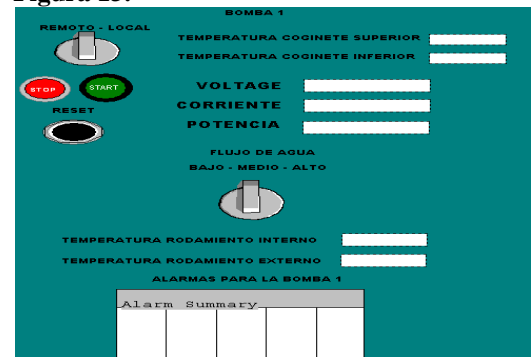 Figura 15.
BOMBA 1
REMOTO - LOCAL
TEMPERATURA COGINETE SUPERIOR
TEMPERATURA COGINETE INFERIOR
STOP
START
VOLTAGE
RESET
CORRIENTE
POTENCIA
FLUJO DE AGUA
BAJO - MEDIO - ALTO
TEMPERATURA RODAMIENTO INTERNO
TEMPERATURA RODAMIENTO EXTERNO
ALARMAS PARA LA BOMBA 1
Alarm Summary